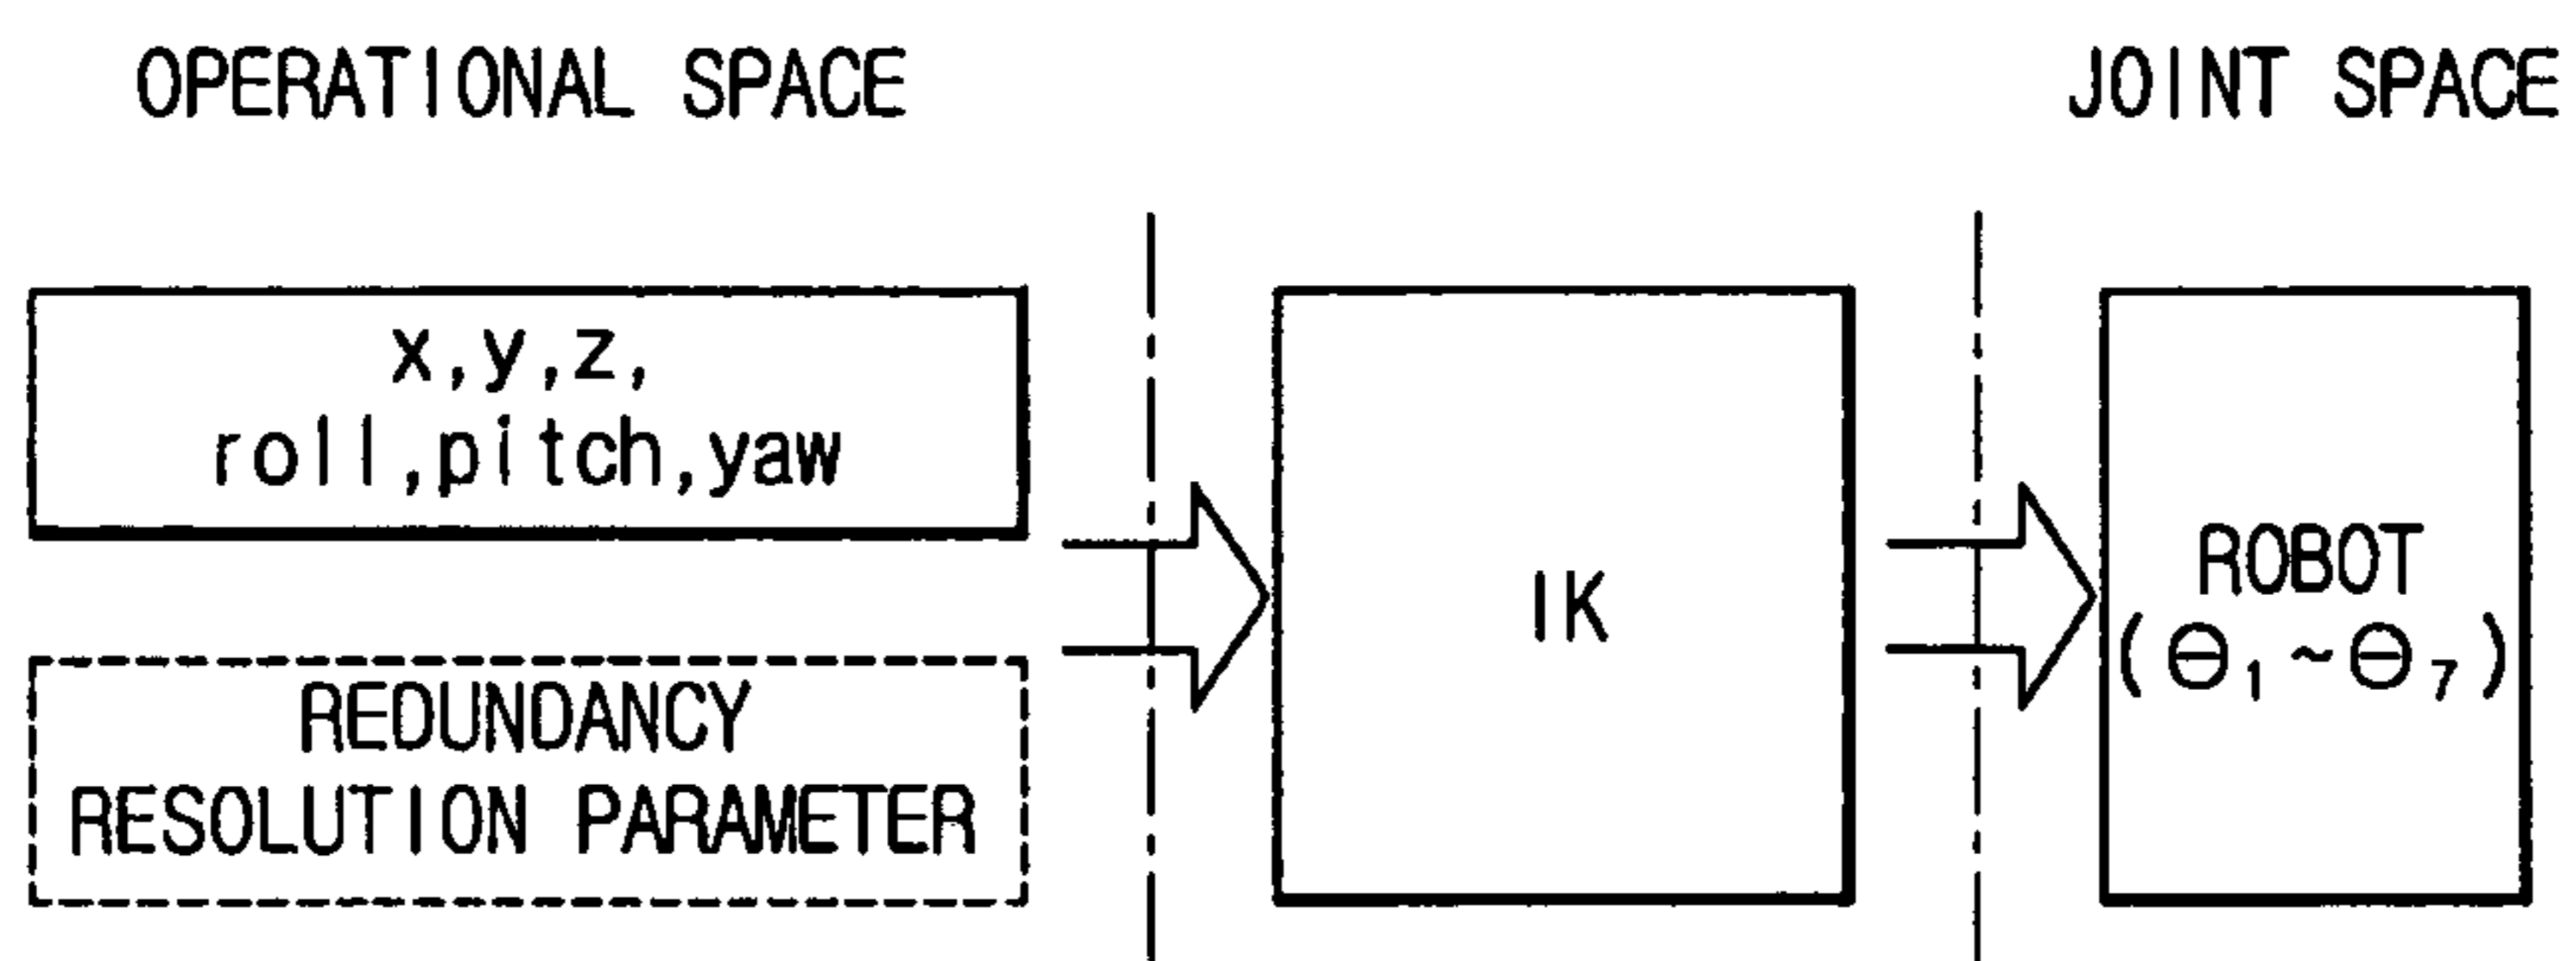 OPERATIONAL SPACE
JOINT SPACE
x,y,z,
roll,pitch,yaw
REDUNDANCY
RESOLUTION PARAMETER
IK
ROBOT
(Θ₁~Θ₇)